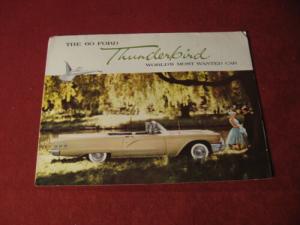 THE 60 FORD
Thunderbird
WORLD'S MOST WANTED CAR